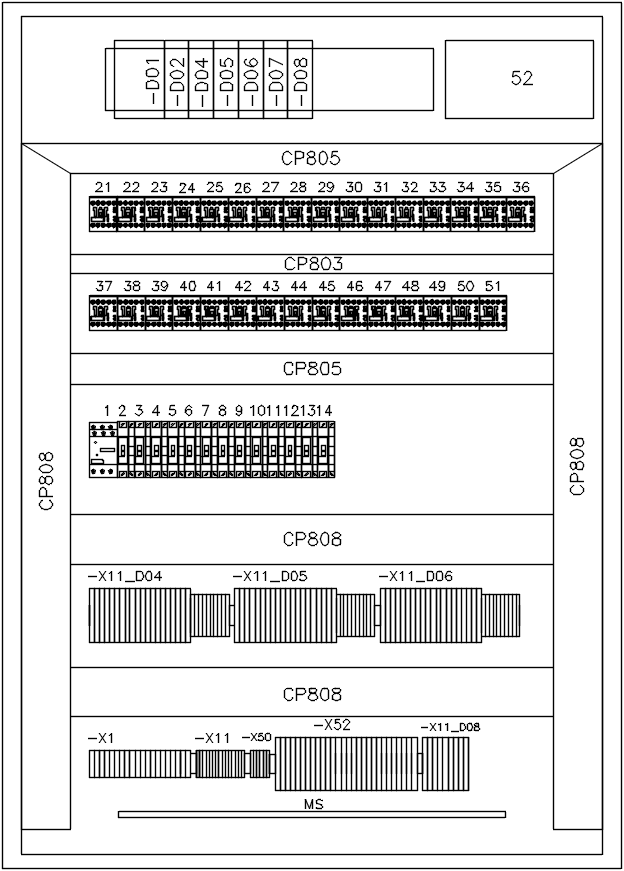 -D01 -D02 -D04 -D05 -D06 -D07 -D08
52
CP805
21 22 23 24 25 26 27 28 29 30 31 32 33 34 35 36
CP803
37 38 39 40 41 42 43 44 45 46 47 48 49 50 51
CP805
1 2 3 4 5 6 7 8 9 10 11 12 13 14
CP808
CP808
CP808
-X11_D04 -X11_D05 -X11_D06
CP808
-X1 -X11 -X50 -X52 -X11_D08
MS